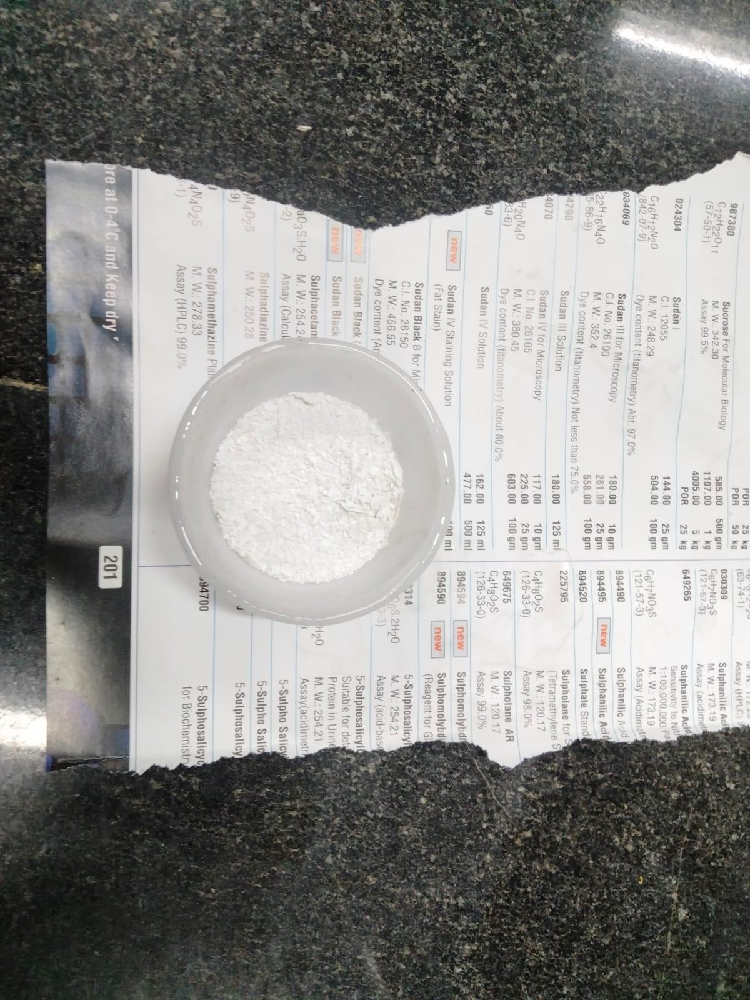 POR 25 kg
POR 50 kg
987380 Sucrose For Molecular Biology 585.00 500 gm
C12H22O11 M. W.: 342.30 1107.00 1 kg
(57-50-1) Assay 99.5% 4005.00 5 kg
POR 25 kg
024304 Sudan I 144.00 25 gm
C16H12N2O C.I. 12055 504.00 100 gm
(842-07-9) M. W.: 248.29
Dye content (titanometry) Abt. 97.0%
034069 Sudan III for Microscopy 180.00 10 gm
22H16N4O C.I. No. 26100 261.00 25 gm
5-86-9) M. W.: 352.4 558.00 100 gm
Dye content (titanometry) Not less than 75.0%
4290 Sudan III Solution 180.00 125 ml
4070 Sudan IV for Microscopy 117.00 10 gm
H20N4O C.I. No. 26105 225.00 25 gm
83-6) M. W.: 380.45 603.00 100 gm
Dye content (titanometry) About 80.0%
50 Sudan IV Solution 162.00 125 ml
477.00 500 ml
new Sudan IV Staining Solution 100 ml
(Fat Stain)
Sudan Black B for
C.I. No. 26150
M. W.: 456.55
Dye content
new Sudan Black
new Sudan Black
Sulphacetam
aO3S.H2O M. W.: 254.2
-2) Assay (Calcul
Sulphadiazine
N4O2S M. W.: 250.28
9)
Sulphamethazine
4N4O2S M. W.: 278.33
-1) Assay (HPLC) 99.0%
(63-74-1) Assay (HPLC)
030309 Sulphanilic
C6H7NO3S M. W.: 173.19
(121-57-3) Assay (acidimet
649265 Sulphanilic Acid
Sensitivity to
1:100,000,000
C6H7NO3S M. W.: 173.19
(121-57-3) Assay (Acidimet
894490 Sulphanilic Acid
894495 new Sulphanilic Acid
894520 Sulphate Stand
225795 Sulpholane for S
(Tetramethylene S
C4H8O2S M. W.: 120.17
(126-33-0) Assay 98.0%
649675 Sulpholane AR
C4H8O2S M. W.: 120.17
(126-33-0) Assay 99.0%
894594 new Sulphomolybd
894590 new Sulphomolybdi
(Reagent for Gl
3314 5-Sulphosalicyl
O6S.2H2O M. W.: 254.21
3-3) Assay (acid-base
5-Sulphosalicyl
Suitable for det
Protein in Urine
H2O M. W.: 254.21
) Assay(acidimetr
5-Sulpho Salicy
5-Sulpho Salic
5-Sulphosalicy
94700 5-Sulphosalicyc
for Biochemistr
ore at 0-4°C and Keep dry
201